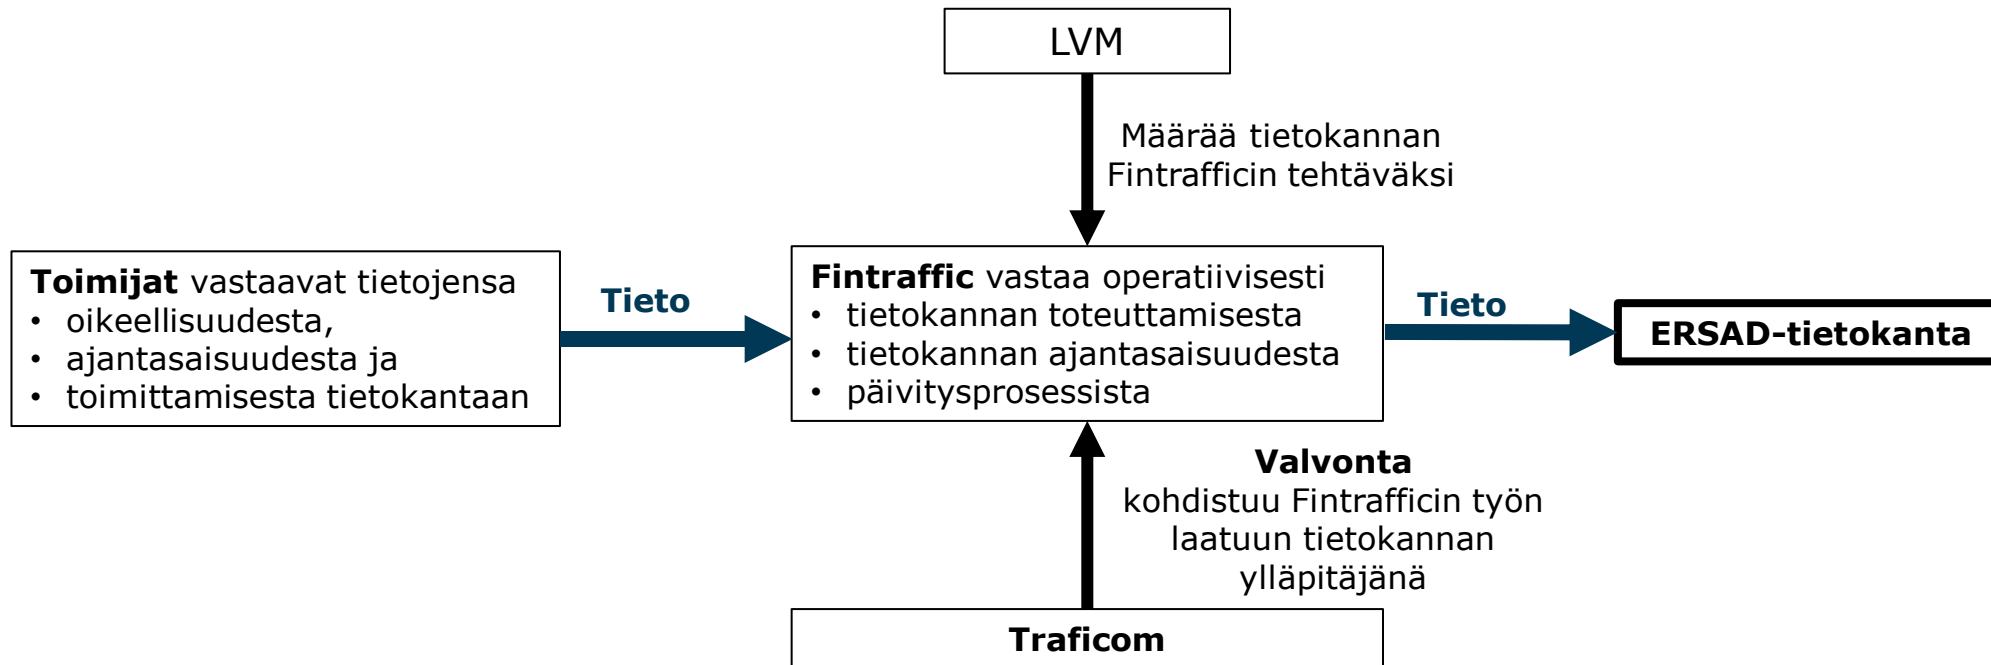 LVM
Määrää tietokannan
Fintrafficin tehtäväksi
Toimijat vastaavat tietojensa
• oikeellisuudesta,
• ajantasaisuudesta ja
• toimittamisesta tietokantaan
Tieto
Fintraffic vastaa operatiivisesti
• tietokannan toteuttamisesta
• tietokannan ajantasaisuudesta
• päivitysprosessista
Tieto
ERSAD-tietokanta
Valvonta
kohdistuu Fintrafficin työn
laatuun tietokannan
ylläpitäjänä
Traficom